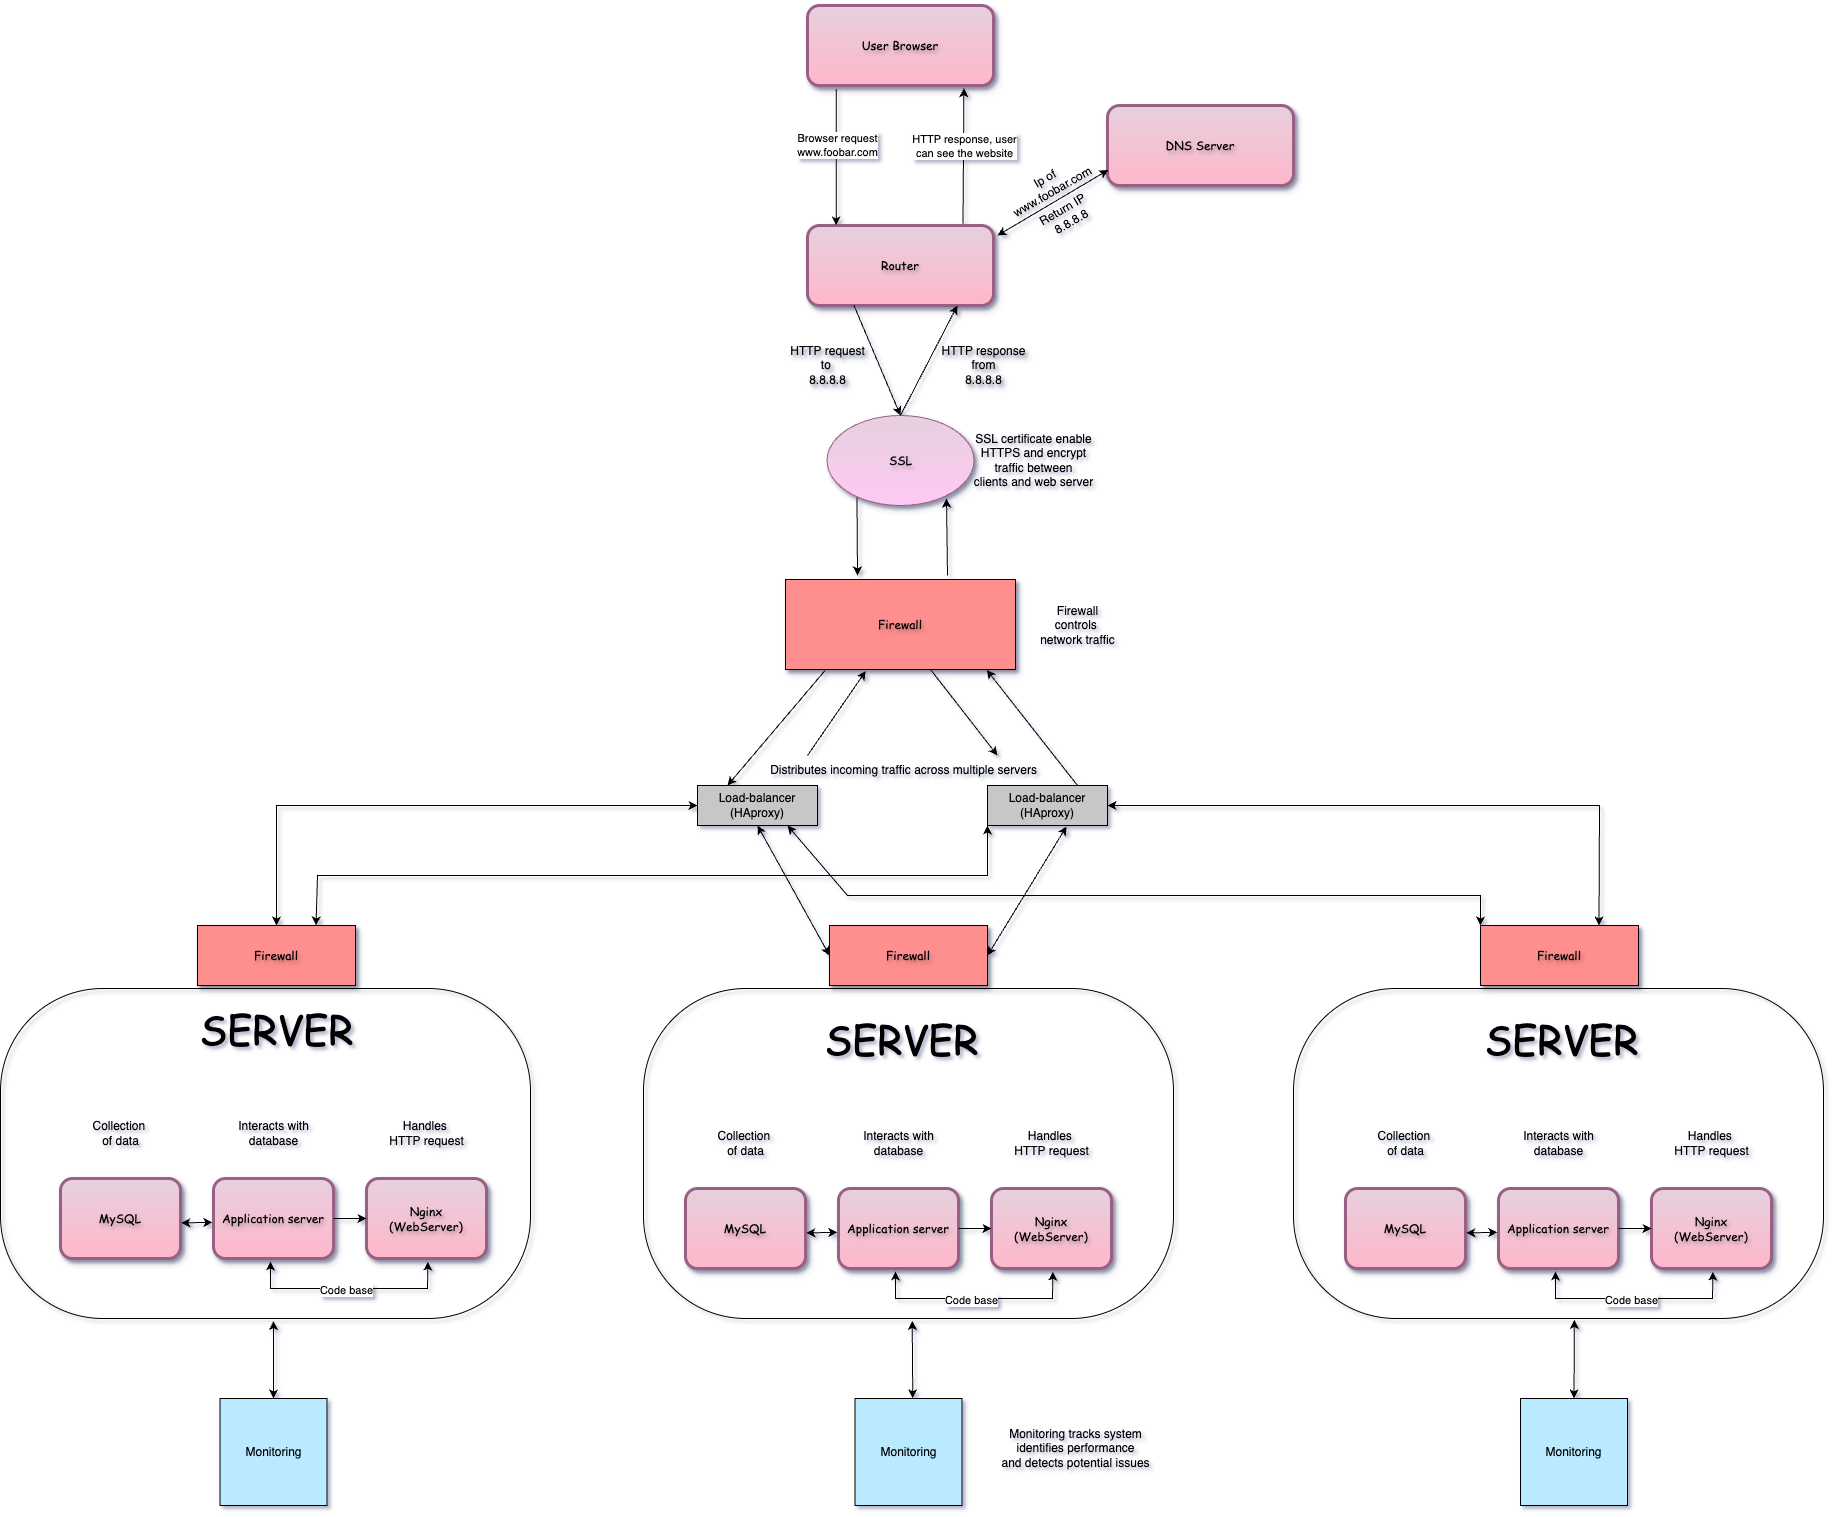 User Browser
Browser request
www.foobar.com
HTTP response, user
can see the website
DNS Server
Ip of
www.foobar.com
Return IP
8.8.8.8
Router
HTTP request
to
8.8.8.8
HTTP response
from
8.8.8.8
SSL
SSL certificate enable
HTTPS and encrypt
traffic between
clients and web server
Firewall
Firewall
controls
network traffic
Distributes incoming traffic across multiple servers
Load-balancer
(HAproxy)
Load-balancer
(HAproxy)
Firewall
Firewall
Firewall
SERVER
Collection
of data
Interacts with
database
Handles
HTTP request
MySQL
Application server
Nginx
(WebServer)
Code base
SERVER
Collection
of data
Interacts with
database
Handles
HTTP request
MySQL
Application server
Nginx
(WebServer)
Code base
SERVER
Collection
of data
Interacts with
database
Handles
HTTP request
MySQL
Application server
Nginx
(WebServer)
Code base
Monitoring
Monitoring
Monitoring tracks system
identifies performance
and detects potential issues
Monitoring